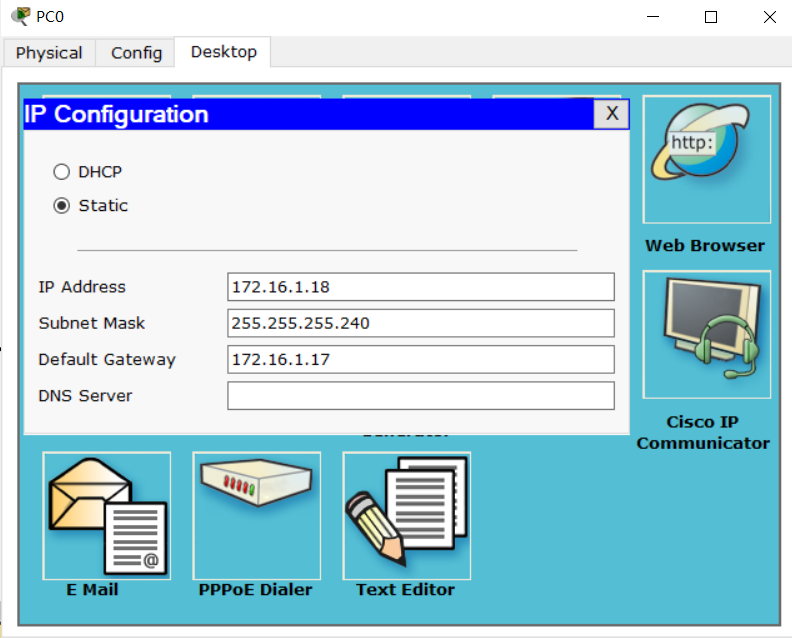 PC0
Physical Config Desktop
IP Configuration X
DHCP
Static
IP Address 172.16.1.18
Subnet Mask 255.255.255.240
Default Gateway 172.16.1.17
DNS Server
http:
Web Browser
Cisco IP
Communicator
@
E Mail PPPoE Dialer Text Editor